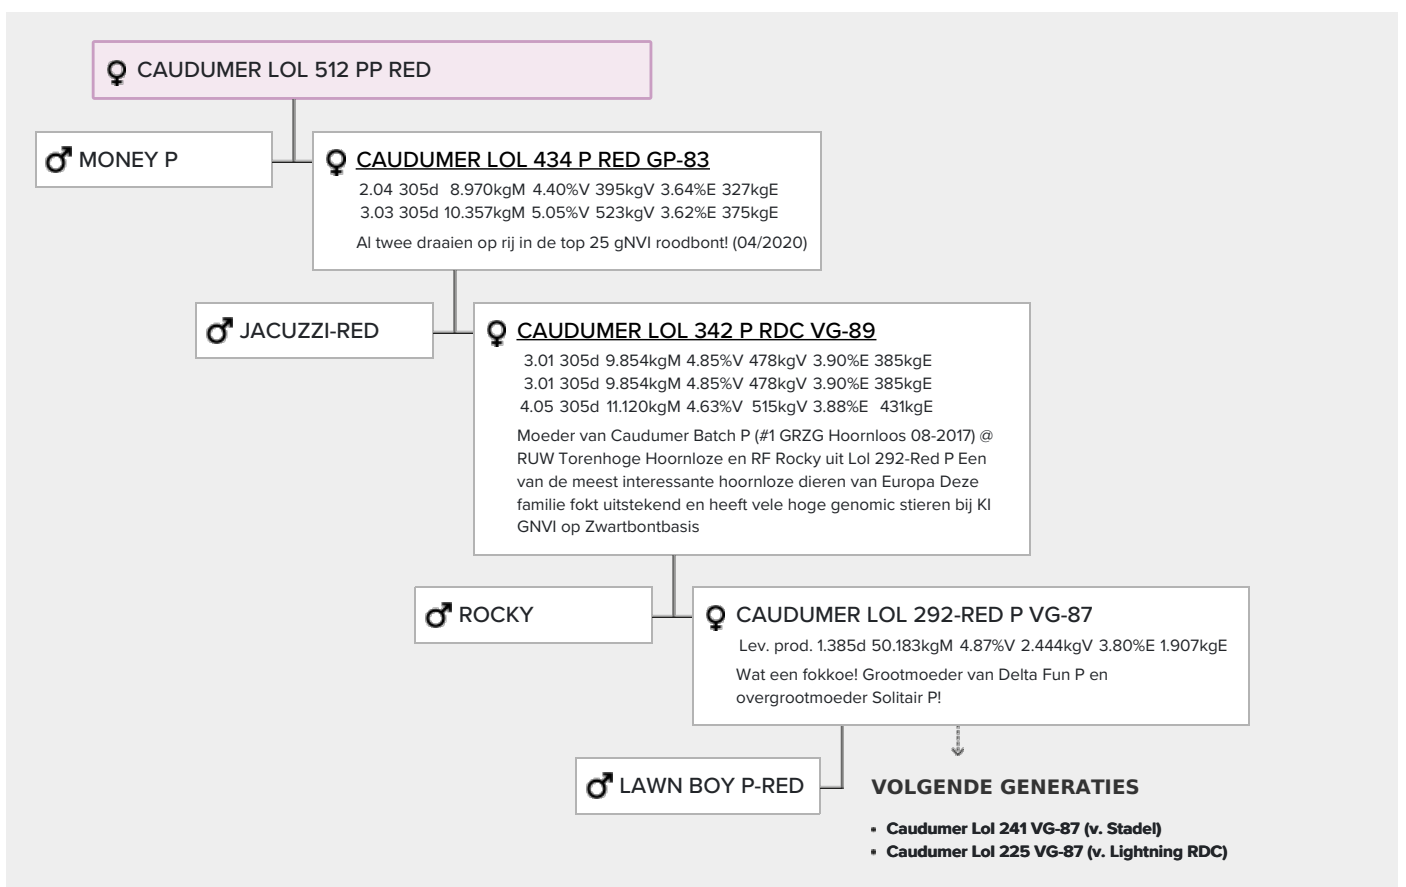 CAUDUMER LOL 512 PP RED
MONEY P
CAUDUMER LOL 434 P RED GP-83
2.04 305d 8.970kgM 4.40%V 395kgV 3.64%E 327kgE
3.03 305d 10.357kgM 5.05%V 523kgV 3.62%E 375kgE
Al twee draaien op rij in de top 25 gNVI roodbont! (04/2020)
JACUZZI-RED
CAUDUMER LOL 342 P RDC VG-89
3.01 305d 9.854kgM 4.85%V 478kgV 3.90%E 385kgE
3.01 305d 9.854kgM 4.85%V 478kgV 3.90%E 385kgE
4.05 305d 11.120kgM 4.63%V 515kgV 3.88%E 431kgE
Moeder van Caudumer Batch P (#1 GRZG Hoornloos 08-2017) @
RUW Torenhoge Hoornloze en RF Rocky uit Lol 292-Red P Een
van de meest interessante hoornloze dieren van Europa Deze
familie fokt uitstekend en heeft vele hoge genomic stieren bij KI
GNVI op Zwartbontbasis
ROCKY
CAUDUMER LOL 292-RED P VG-87
Lev. prod. 1.385d 50.183kgM 4.87%V 2.444kgV 3.80%E 1.907kgE
Wat een fokkoe! Grootmoeder van Delta Fun P en
overgrootmoeder Solitair P!
LAWN BOY P-RED
VOLGENDE GENERATIES
• Caudumer Lol 241 VG-87 (v. Stadel)
• Caudumer Lol 225 VG-87 (v. Lightning RDC)